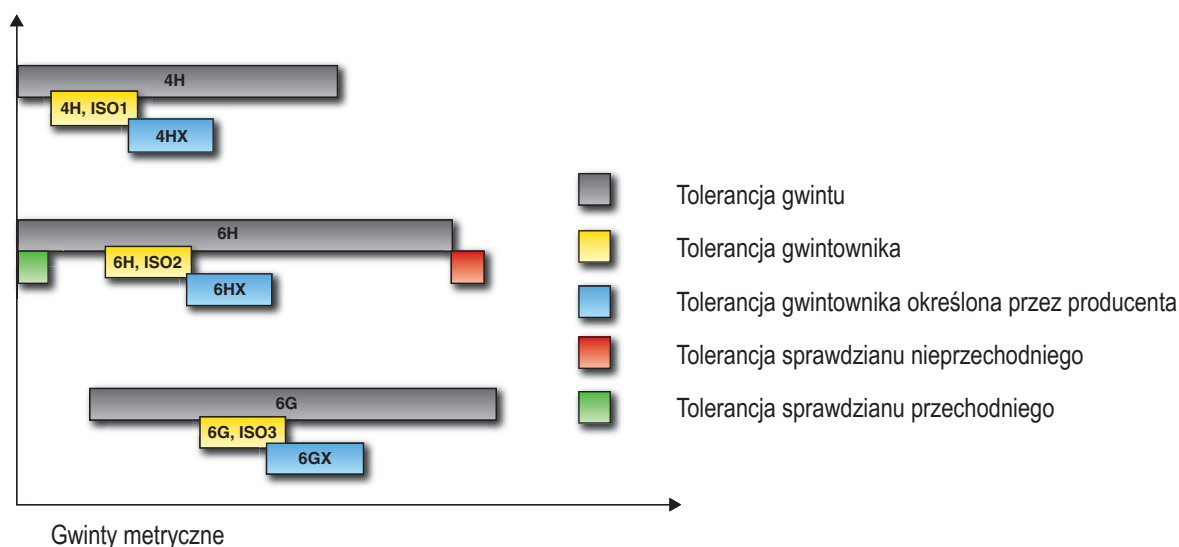 4H
4H, ISO1
4HX
6H
6H, ISO2
6HX
6G
6G, ISO3
6GX
Tolerancja gwintu
Tolerancja gwintownika
Tolerancja gwintownika określona przez producenta
Tolerancja sprawdzianu nieprzechodniego
Tolerancja sprawdzianu przechodniego
Gwinty metryczne